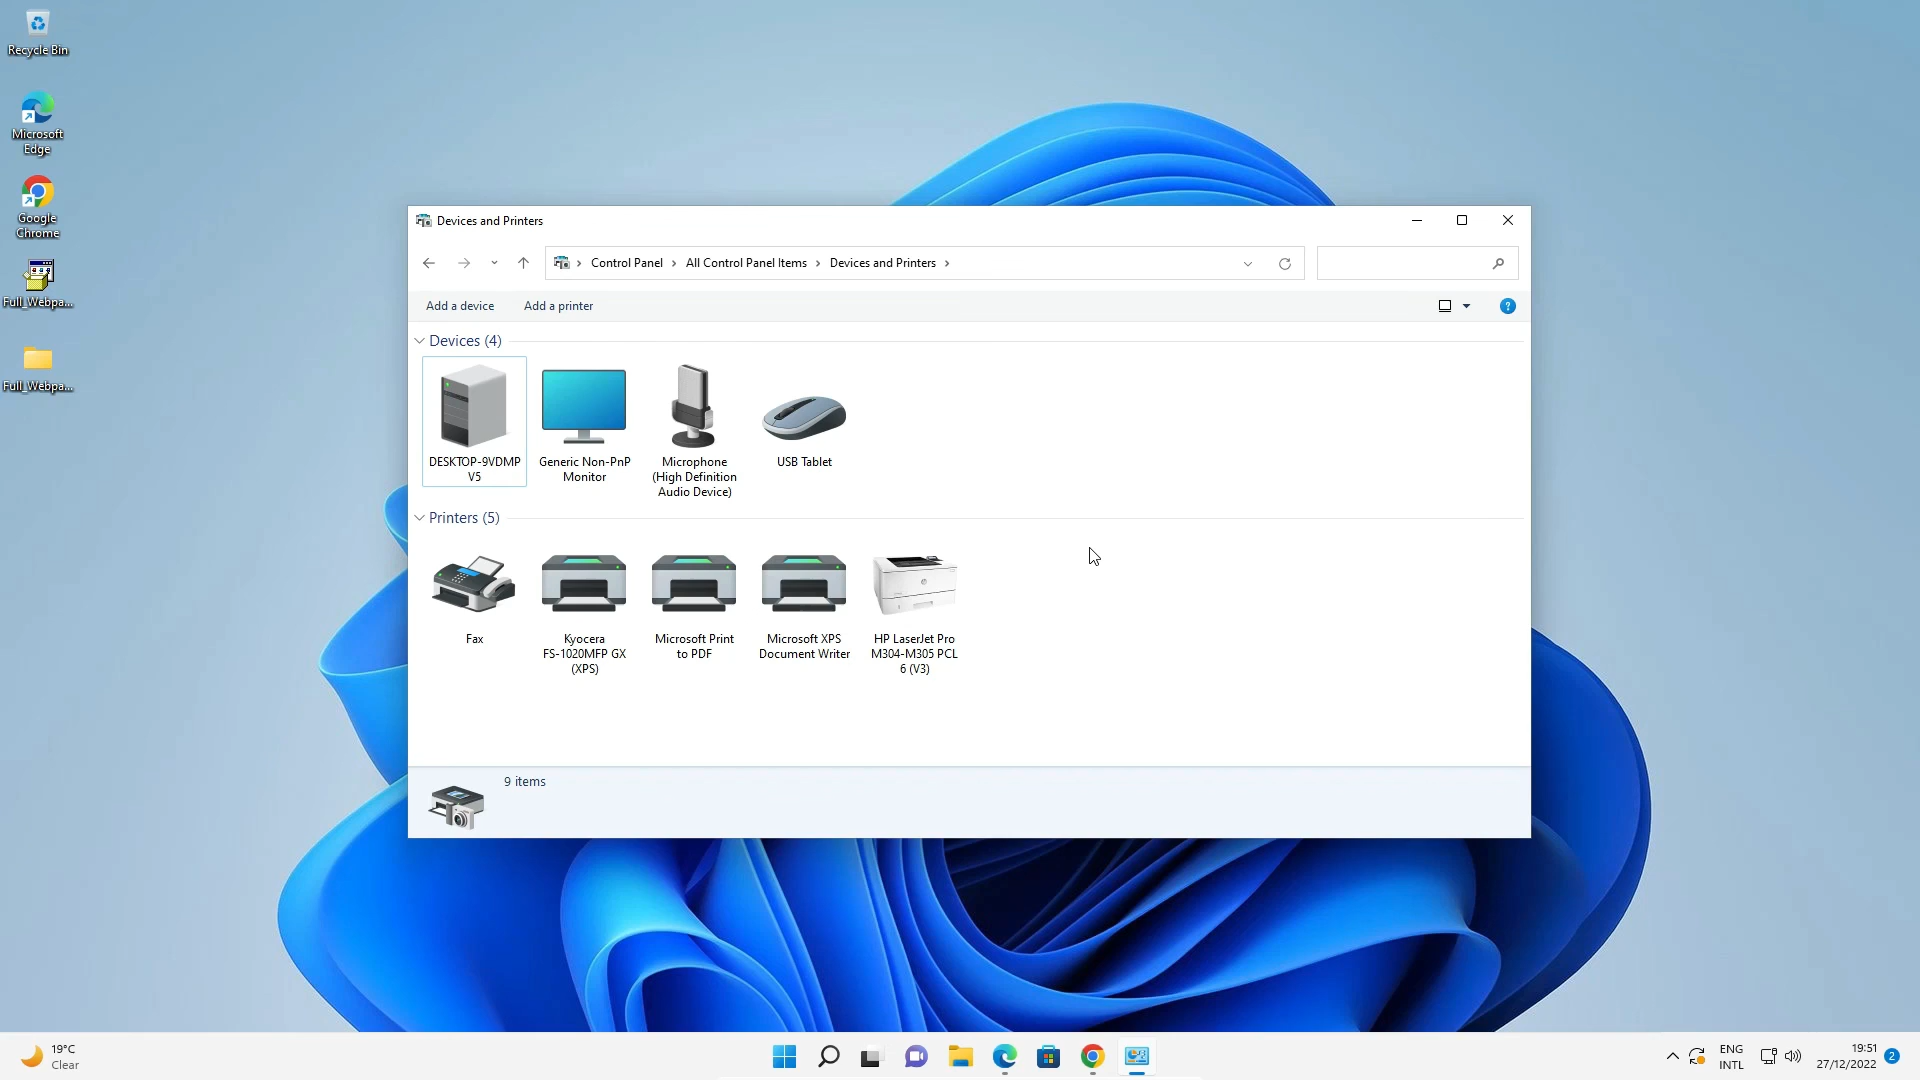 Recycle Bin
Microsoft
Edge
Google
Chrome
Full_Webpa...
Full_Webpa...
Devices and Printers
Control Panel
All Control Panel Items
Devices and Printers
Add a device
Add a printer
?
Devices (4)
DESKTOP-9VDMP
V5
Generic Non-PnP
Monitor
Microphone
(High Definition
Audio Device)
USB Tablet
Printers (5)
Fax
Kyocera
FS-1020MFP GX
(XPS)
Microsoft Print
to PDF
Microsoft XPS
Document Writer
HP LaserJet Pro
M304-M305 PCL
6 (V3)
9 items
19°C
Clear
ENG
INTL
19:51
27/12/2022
2